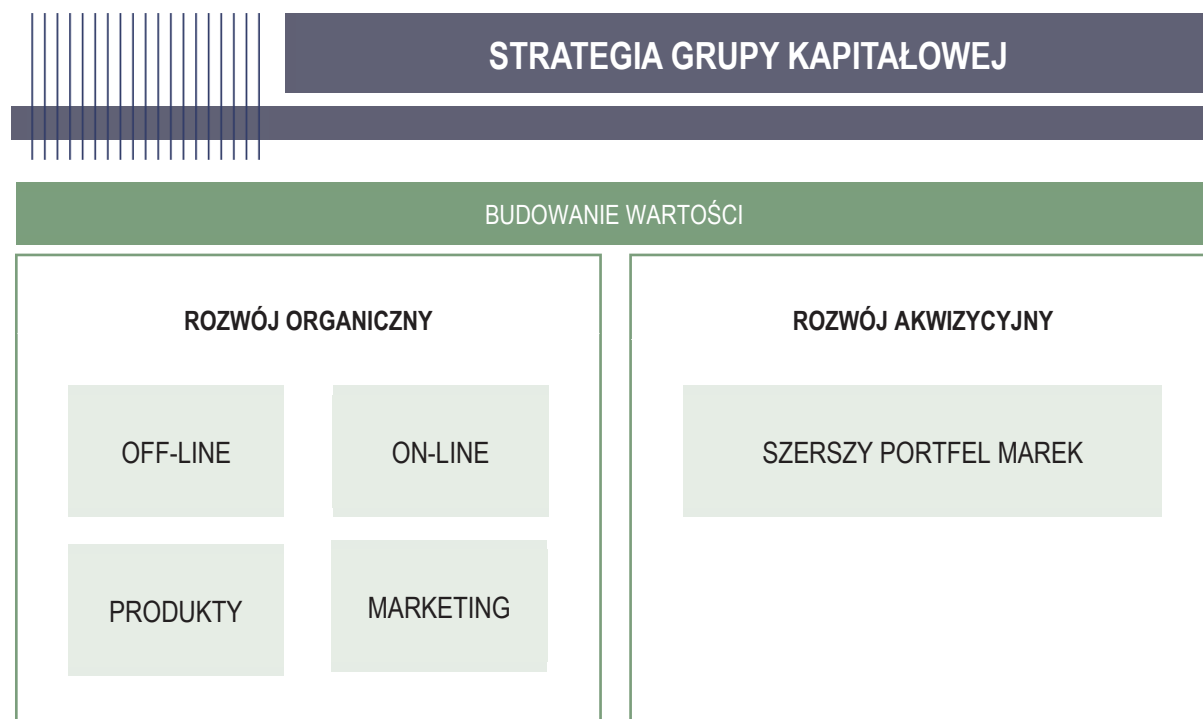 STRATEGIA GRUPY KAPITAŁOWEJ
BUDOWANIE WARTOŚCI
ROZWÓJ ORGANICZNY
OFF-LINE
ON-LINE
PRODUKTY
MARKETING
ROZWÓJ AKWIZYCYJNY
SZERSZY PORTFEL MAREK